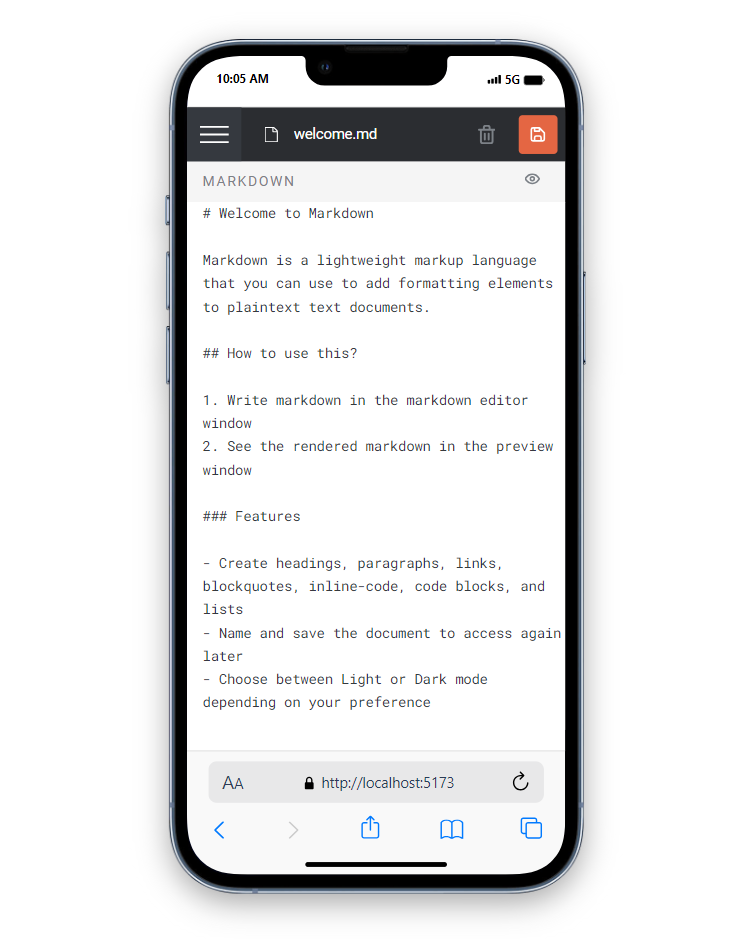 10:05 AM
5G
welcome.md
MARKDOWN
# Welcome to Markdown
Markdown is a lightweight markup language
that you can use to add formatting elements
to plaintext text documents.
## How to use this?
1. Write markdown in the markdown editor
window
2. See the rendered markdown in the preview
window
### Features
- Create headings, paragraphs, links,
blockquotes, inline-code, code blocks, and
lists
- Name and save the document to access again
later
- Choose between Light or Dark mode
depending on your preference
AA
http://localhost:5173